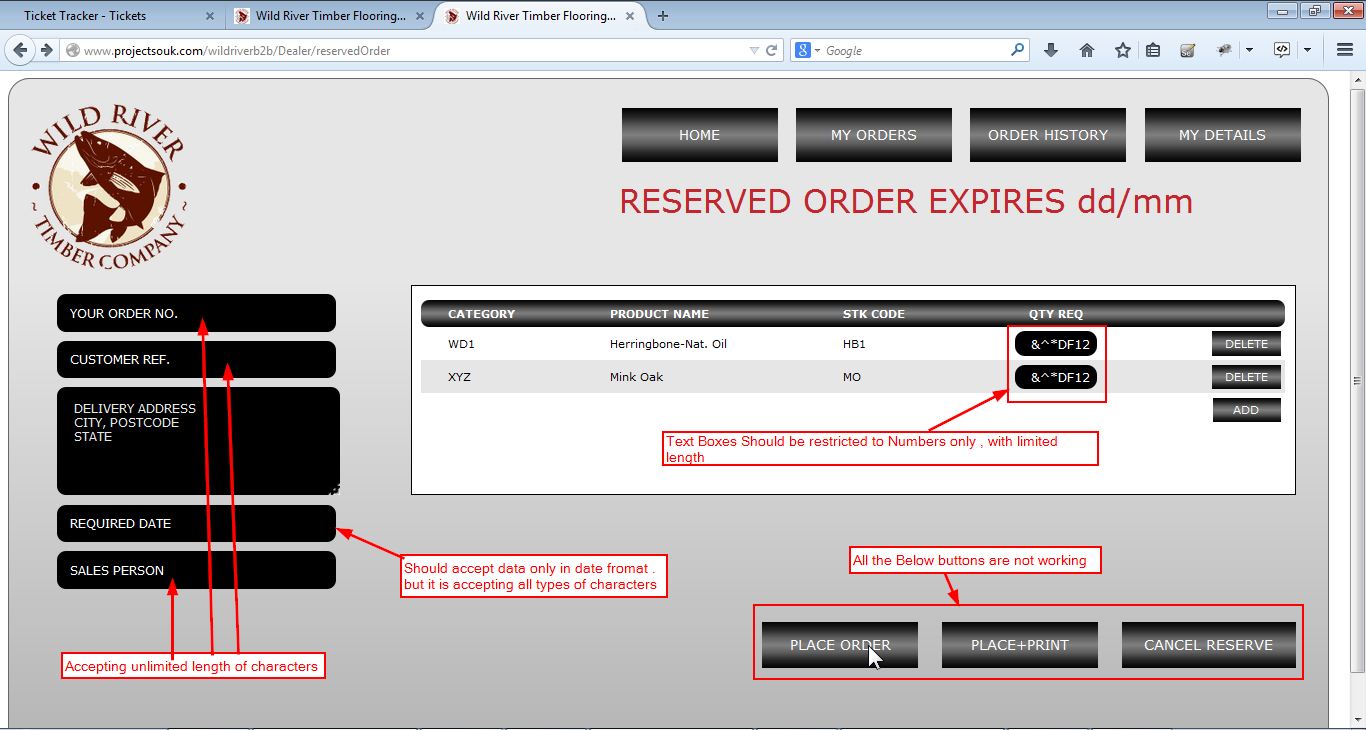 Ticket Tracker - Tickets
Wild River Timber Flooring...
Wild River Timber Flooring...
www.projectsouk.com/wildriverb2b/Dealer/reservedOrder
Google
WILD RIVER
TIMBER COMPANY
HOME
MY ORDERS
ORDER HISTORY
MY DETAILS
RESERVED ORDER EXPIRES dd/mm
YOUR ORDER NO.
CUSTOMER REF.
DELIVERY ADDRESS
CITY, POSTCODE
STATE
REQUIRED DATE
SALES PERSON
CATEGORY PRODUCT NAME STK CODE QTY REQ
WD1 Herringbone-Nat. Oil HB1 &^*DF12 DELETE
XYZ Mink Oak MO &^*DF12 DELETE
ADD
Text Boxes Should be restricted to Numbers only , with limited
length
Should accept data only in date fromat .
but it is accepting all types of characters
All the Below buttons are not working
Accepting unlimited length of characters
PLACE ORDER
PLACE+PRINT
CANCEL RESERVE